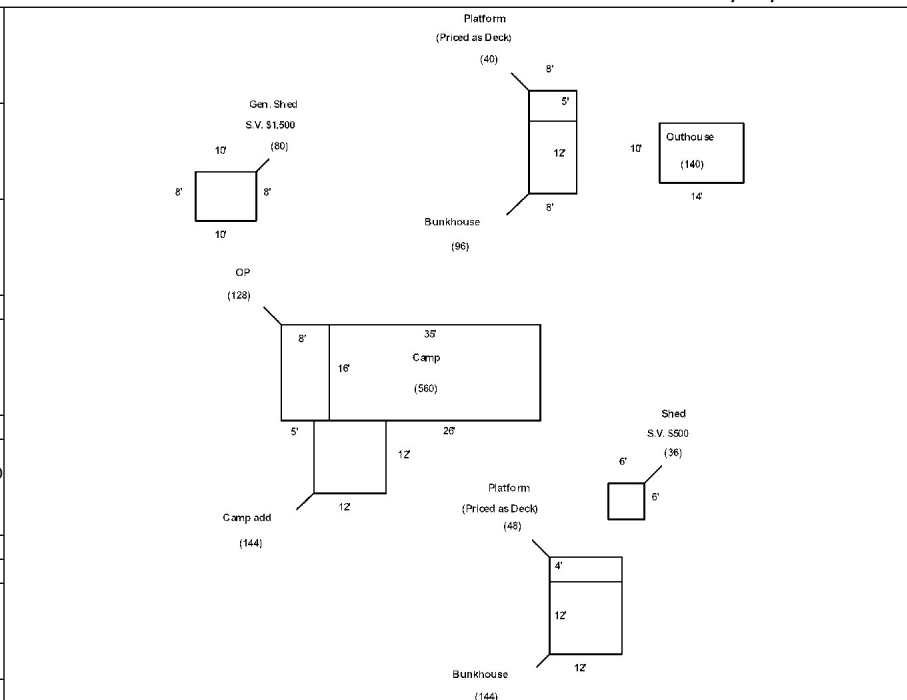 Platform
(Priced as Deck)
(40)
8'
5'
12'
8'
Bunkhouse
(96)
10'
Outhouse
(140)
14'
Gen. Shed
S.V. $1,500
(80)
10'
8'
8'
10'
OP
(128)
8'
35'
16'
Camp
(560)
5'
26'
12'
12'
Camp add
(144)
Shed
S.V. $500
(36)
6'
6'
Platform
(Priced as Deck)
(48)
4'
12'
12'
Bunkhouse
(144)